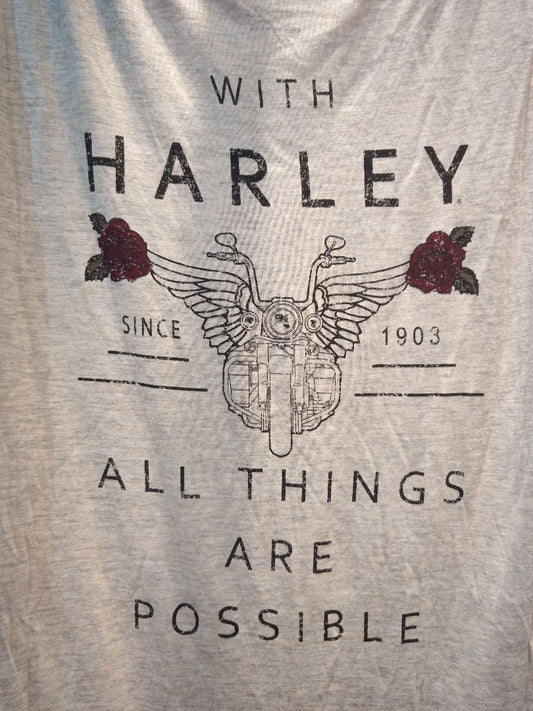 WITH
HARLEY
SINCE 1903
ALL THINGS
ARE
POSSIBLE